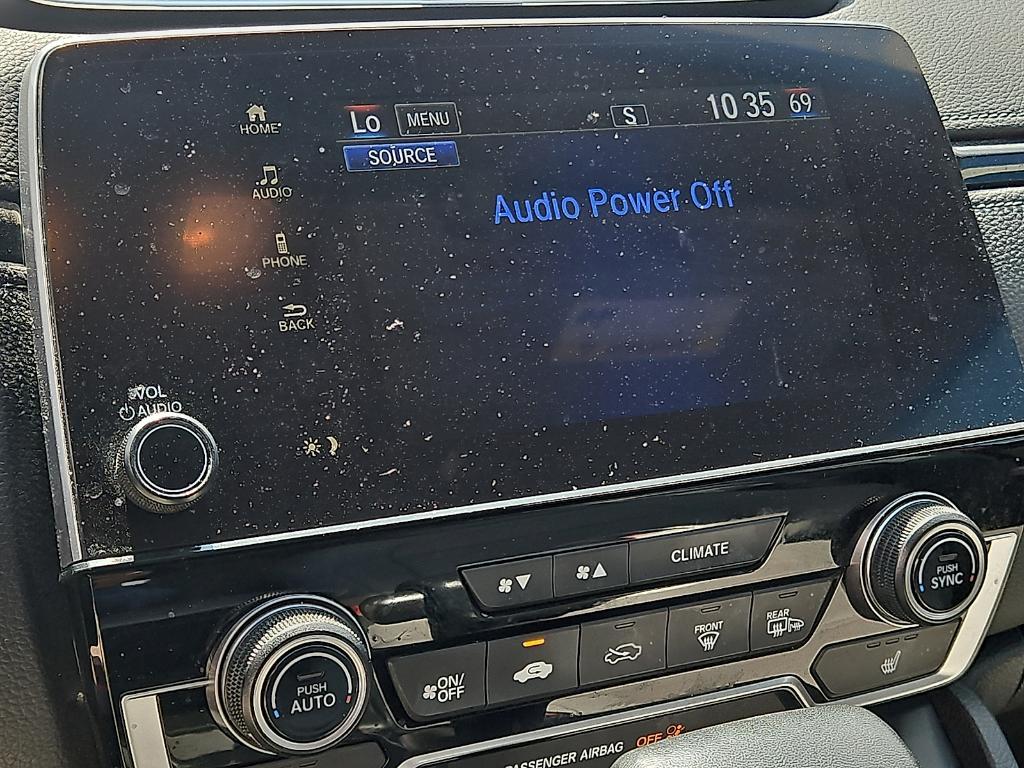 HOME
Lo
MENU
S
10 35
69
SOURCE
AUDIO
Audio Power Off
PHONE
BACK
VOL
AUDIO
CLIMATE
PUSH
SYNC
ON/
OFF
FRONT
REAR
PUSH
AUTO
PASSENGER AIRBAG OFF